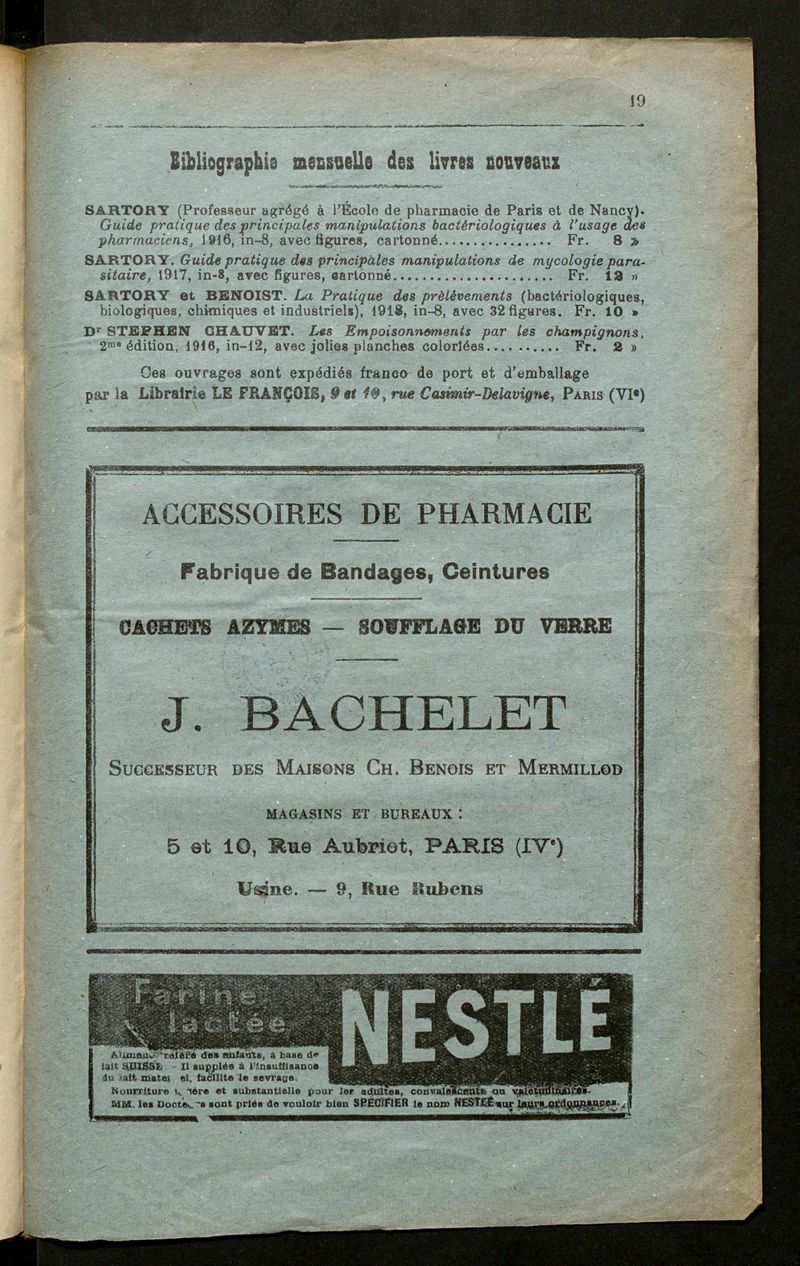 19
Bibliographie mensuelle des livres nouveaux
SARTORY (Professeur agrégé à l'École de pharmacie de Paris et de Nancy).
Guide pratique des principales manipulations bactériologiques à l'usage des
pharmaciens, 1916, in-8, avec figures, cartonné................ Fr. 8 »
SARTORY. Guide pratique des principales manipulations de mycologie para-
sitaire, 1917, in-8, avec figures, cartonné...................... Fr. 12 »
SARTORY et BENOIST. La Pratique des prélèvements (bactériologiques,
biologiques, chimiques et industriels), 1918, in-8, avec 32 figures. Fr. 10 »
Dr STEPHEN CHAUVET. Les Empoisonnements par les champignons,
2me édition, 1916, in-12, avec jolies planches coloriées.......... Fr. 2 »
Ces ouvrages sont expédiés franco de port et d'emballage
par la Librairie LE FRANÇOIS, 9 et 10, rue Casimir-Delavigne, PARIS (VIe)
ACCESSOIRES DE PHARMACIE
Fabrique de Bandages, Ceintures
CACHETS AZYMES — SOUFFLAGE DU VERRE
J. BACHELET
SUCCESSEUR DES MAISONS CH. BENOIS ET MERMILLOD
MAGASINS ET BUREAUX :
5 et 10, Rue Aubriot, PARIS (IVe)
Usine. — 9, Rue Rubens
Farine
lactée
NESTLÉ
des enfants, à base de
lait SUISSE - Il supplée à l'insuffisance
du lait facilite le sevrage.
Nourriture et substantielle pour les adultes, convalescents ou valétudinaires.
MM. les sont priés de vouloir bien SPÉCIFIER le nom NESTLÉ sur leurs ordonnances.